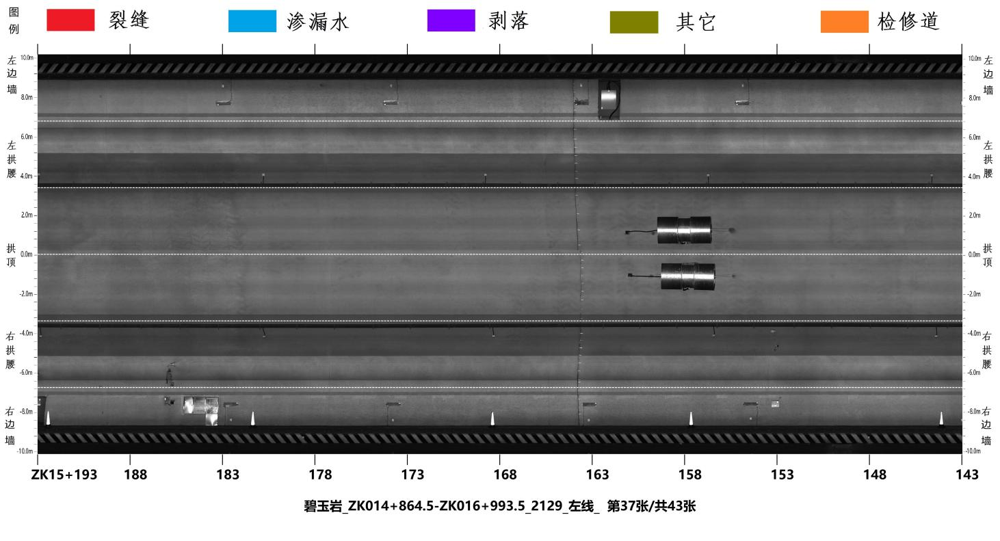 图例 裂缝 渗漏水 剥落 其它 检修道
左边墙 10.0m 10.0m 左边墙
8.0m 8.0m
左拱腰 6.0m 6.0m 左拱腰
4.0m 4.0m
2.0m 2.0m
拱顶 0.0m 0.0m 拱顶
-2.0m -2.0m
右拱腰 -4.0m -4.0m 右拱腰
-6.0m -6.0m
右边墙 -8.0m -8.0m 右边墙
-10.0m -10.0m
ZK15+193 188 183 178 173 168 163 158 153 148 143
碧玉岩_ZK014+864.5-ZK016+993.5_2129_左线_ 第37张/共43张